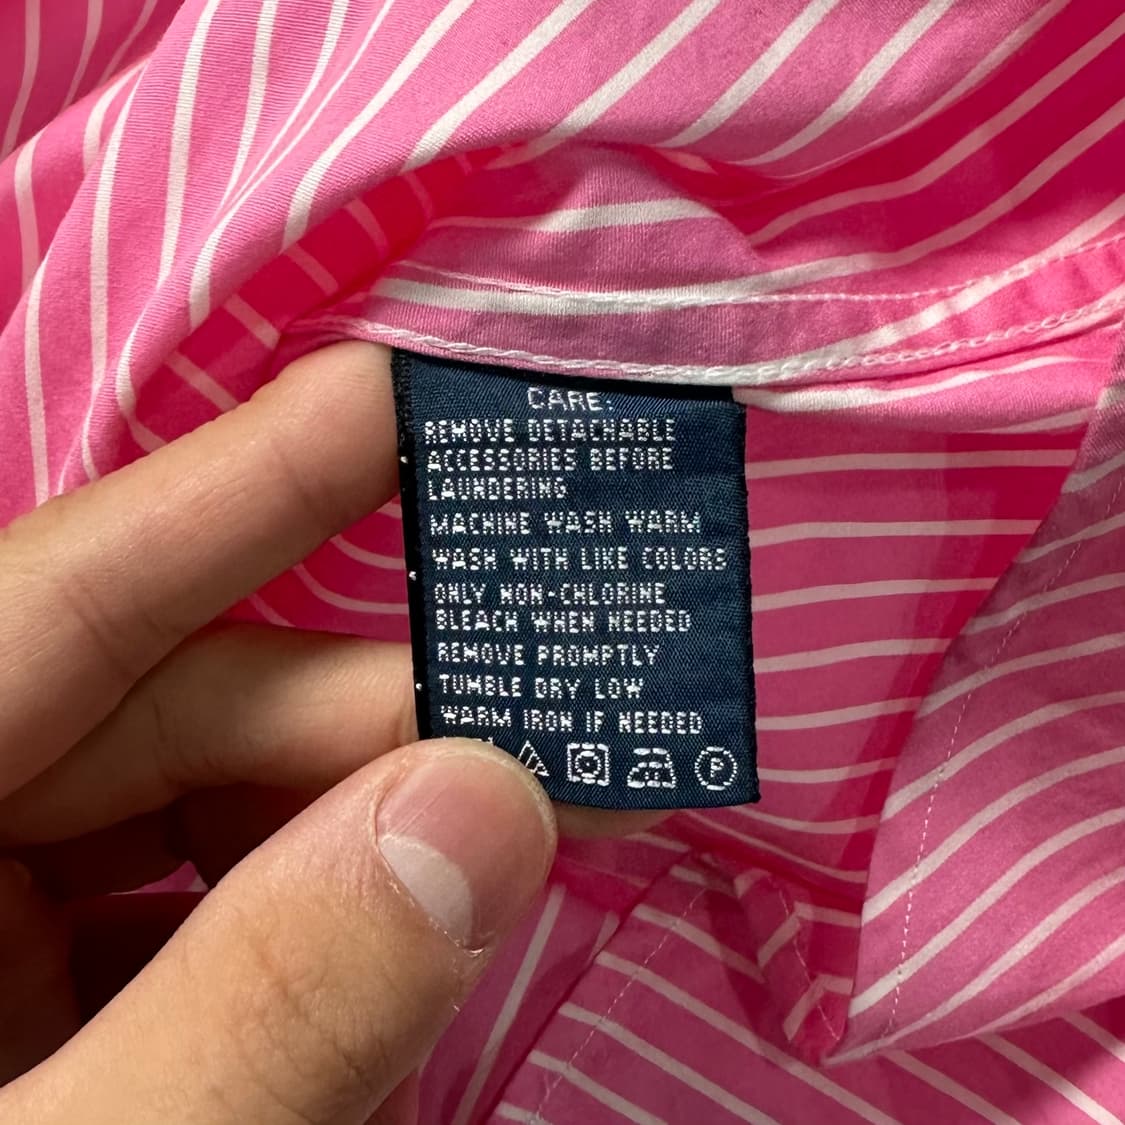 CARE:
REMOVE DETACHABLE
ACCESSORIES BEFORE
LAUNDERING
MACHINE WASH WARM
WASH WITH LIKE COLORS
ONLY NON-CHLORINE
BLEACH WHEN NEEDED
REMOVE PROMPTLY
TUMBLE DRY LOW
WARM IRON IF NEEDED
P